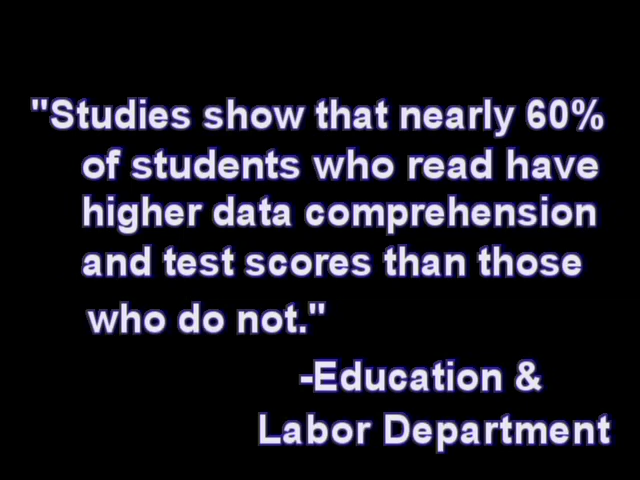 "Studies show that nearly 60%
of students who read have
higher data comprehension
and test scores than those
who do not."
-Education &
Labor Department